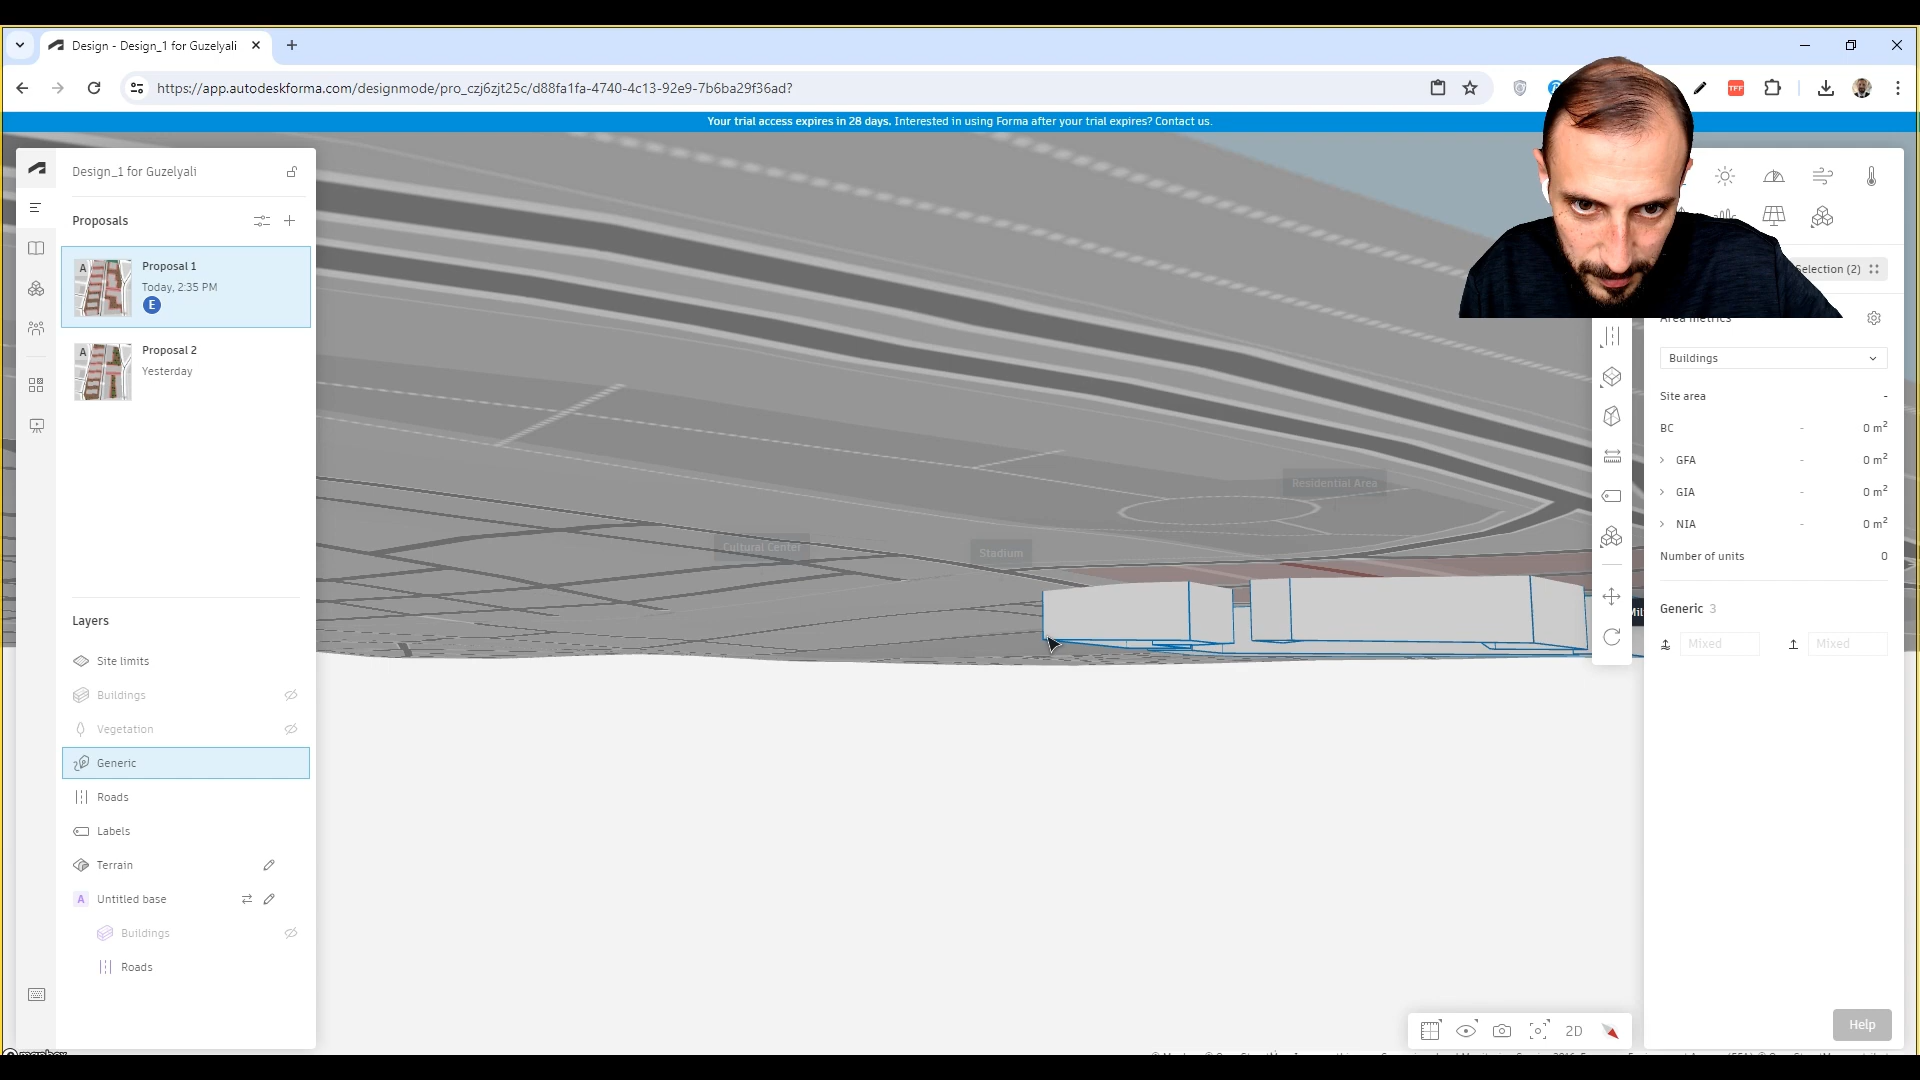 Design - Design_1 for Guzelyali
https://app.autodeskforma.com/designmode/pro_czj6zjt25c/d88fa1fa-4740-4c13-92e9-7b6ba29f36ad?
TFF
Your trial access expires in 28 days. Interested in using Forma after your trial expires? Contact us.
Design_1 for Guzelyali
Proposals
A
Proposal 1
Today, 2:35 PM
E
A
Proposal 2
Yesterday
Layers
Site limits
Buildings
Vegetation
Generic
Roads
Labels
Terrain
A Untitled base
Buildings
Roads
Residential Area
Cultural Center
Stadium
Selection (2)
Area metrics
Buildings
Site area -
BC - 0 m²
GFA - 0 m²
GIA - 0 m²
NIA - 0 m²
Number of units 0
Generic 3
Mixed
Mixed
2D
Help
mapbox